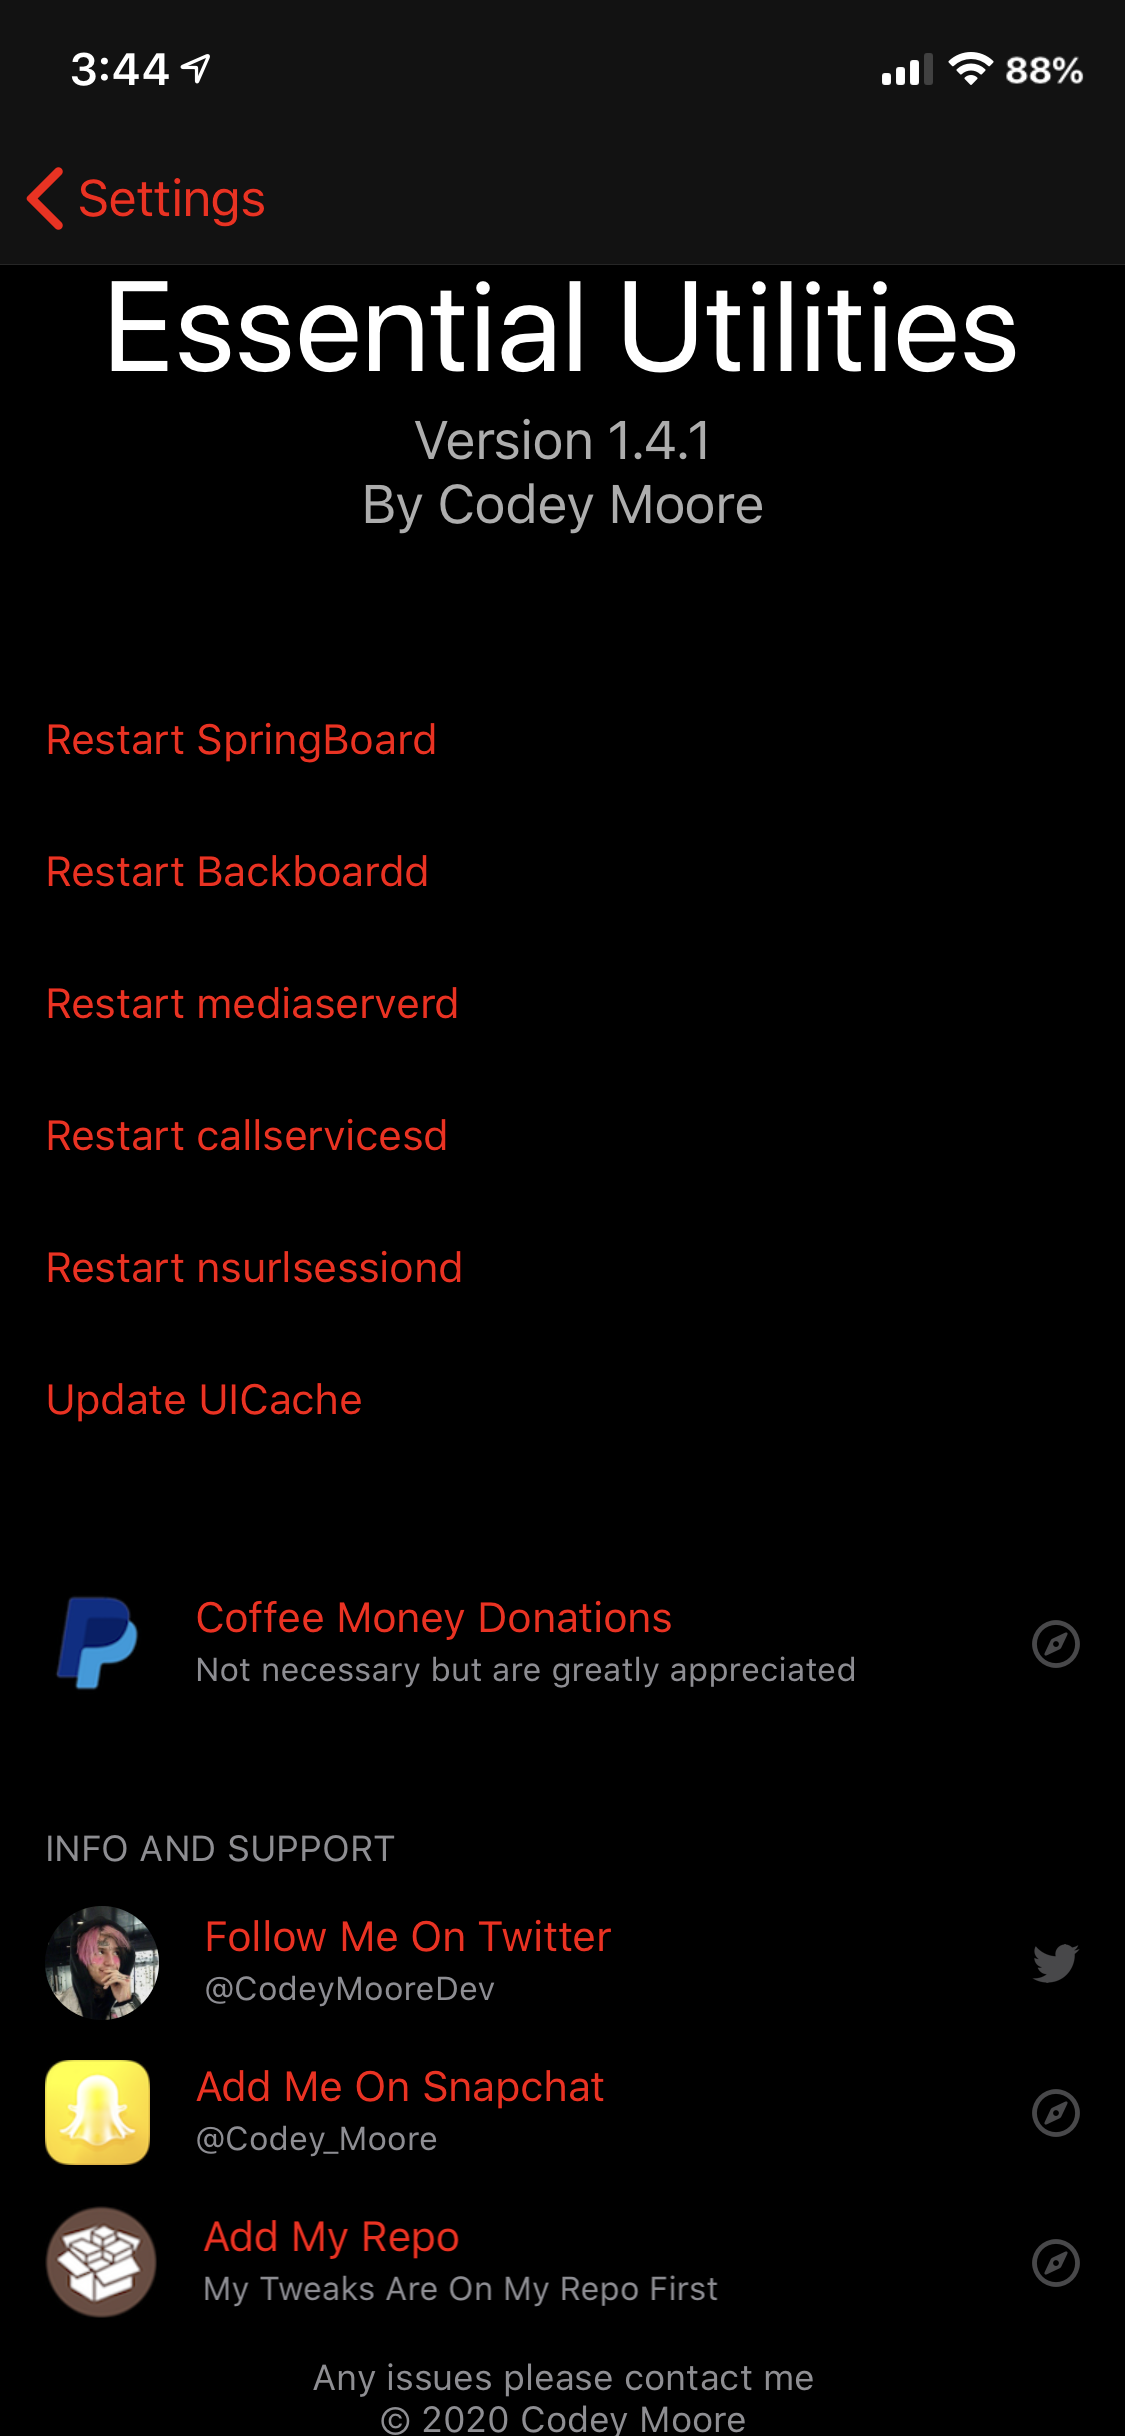 3:44
88%
Settings
Essential Utilities
Version 1.4.1
By Codey Moore
Restart SpringBoard
Restart Backboardd
Restart mediaserverd
Restart callservicesd
Restart nsurlsessiond
Update UICache
Coffee Money Donations
Not necessary but are greatly appreciated
INFO AND SUPPORT
Follow Me On Twitter
@CodeyMooreDev
Add Me On Snapchat
@Codey_Moore
Add My Repo
My Tweaks Are On My Repo First
Any issues please contact me
© 2020 Codey Moore